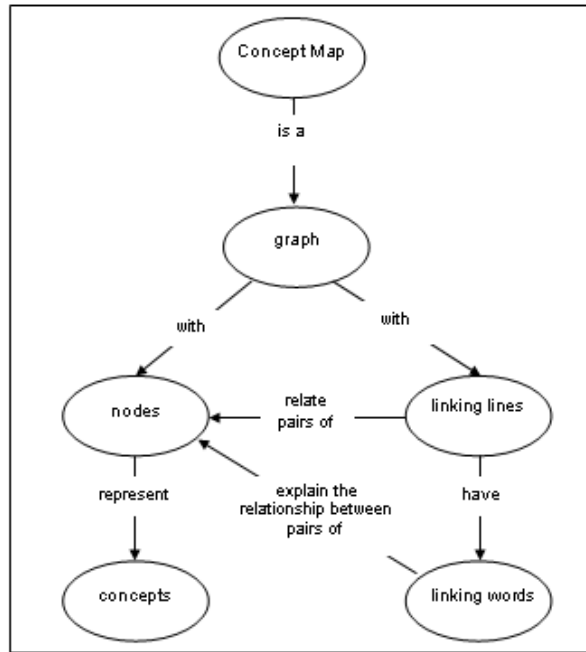 Concept Map
is a
graph
with
with
nodes
relate
pairs of
linking lines
represent
explain the
relationship between
pairs of
have
concepts
linking words